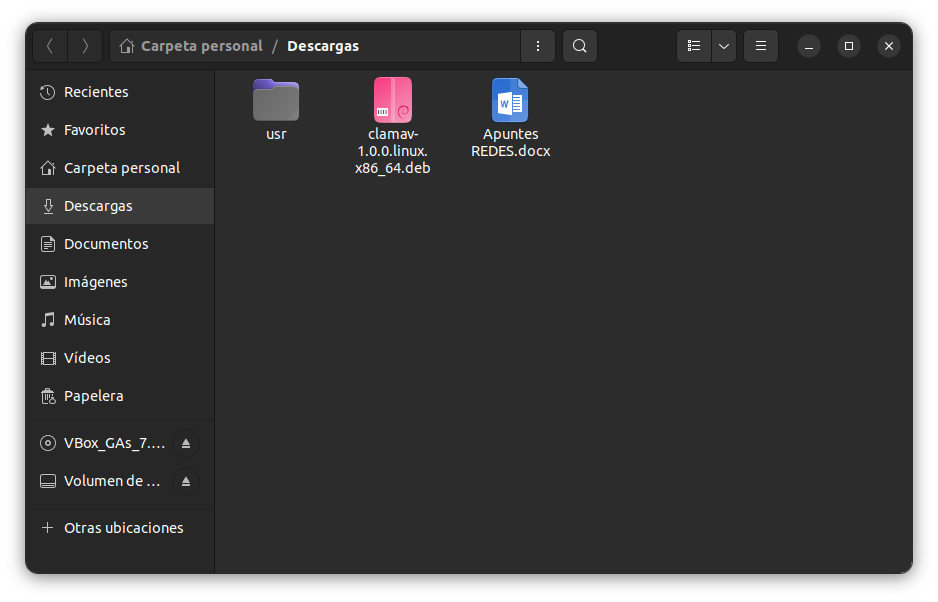 Carpeta personal / Descargas
Recientes
Favoritos
Carpeta personal
Descargas
Documentos
Imágenes
Música
Vídeos
Papelera
VBox_GAs_7....
Volumen de ...
Otras ubicaciones
usr
clamav-
1.0.0.linux.
x86_64.deb
W
Apuntes
REDES.docx